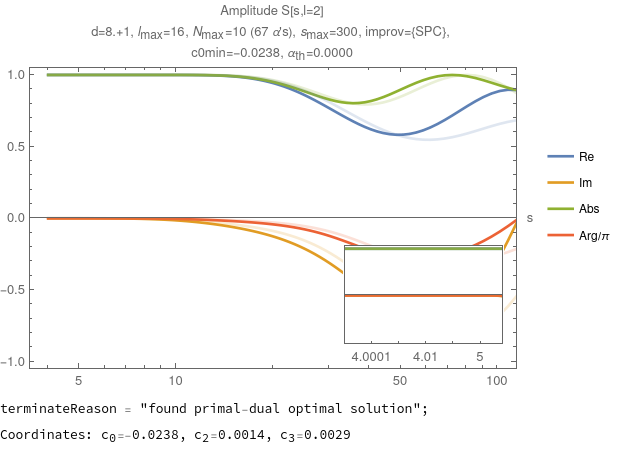 Amplitude S[s,l=2]
d=8.+1, lmax=16, Nmax=10 (67 α's), smax=300, improv={SPC},
c0min=−0.0238, αth=0.0000
1.0
0.5
0.0
−0.5
−1.0
s
5
10
50
100
4.0001
4.01
5
Re
Im
Abs
Arg/π
terminateReason = "found primal-dual optimal solution";
Coordinates: c0=-0.0238, c2=0.0014, c3=0.0029